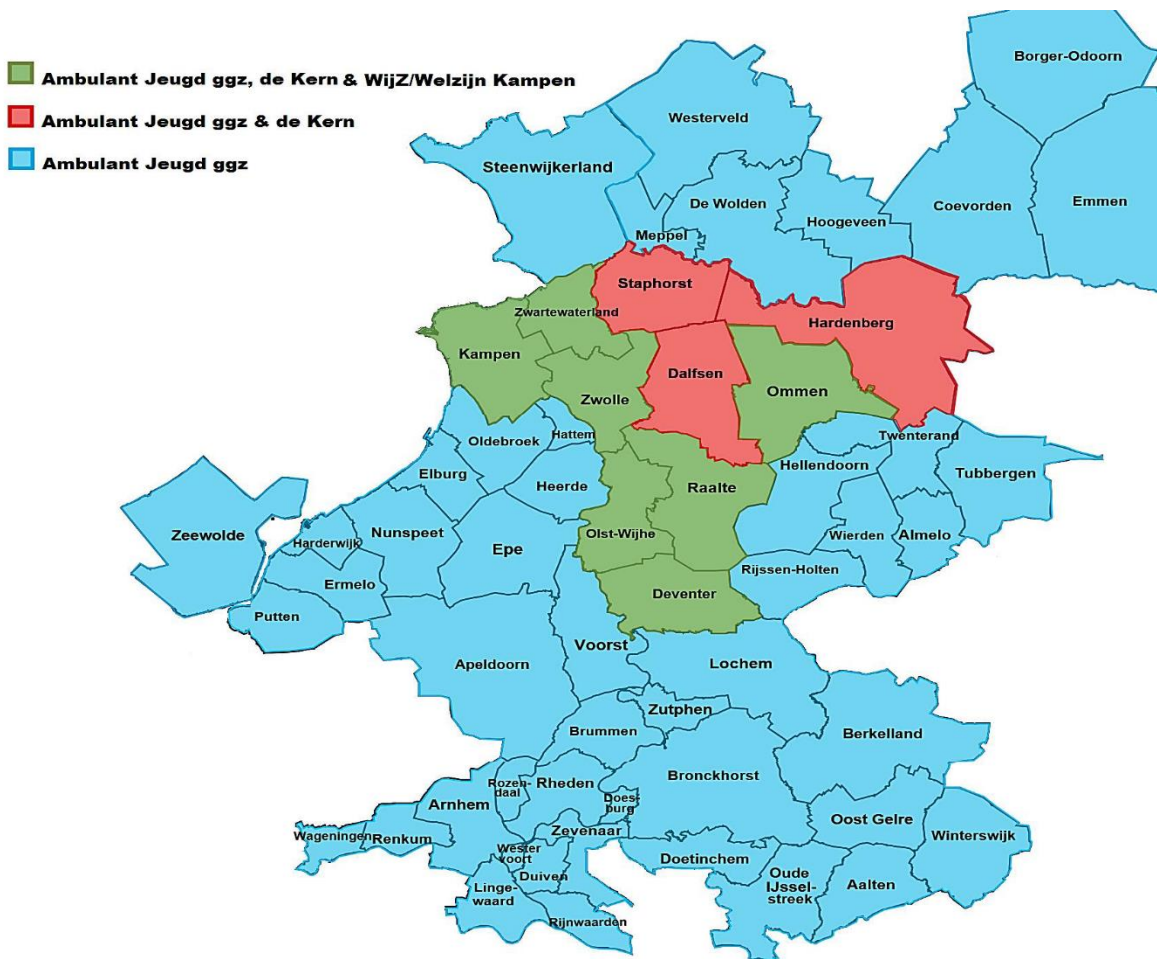 Ambulant Jeugd ggz, de Kern & WijZ/Welzijn Kampen
Ambulant Jeugd ggz & de Kern
Ambulant Jeugd ggz
Borger-Odoorn
Westerveld
Steenwijkerland
De Wolden
Hoogeveen
Coevorden
Emmen
Meppel
Staphorst
Zwartewaterland
Hardenberg
Kampen
Dalfsen
Zwolle
Ommen
Oldebroek
Hattem
Twenterand
Hellendoorn
Tubbergen
Elburg
Heerde
Raalte
Zeewolde
Nunspeet
Harderwijk
Epe
Olst-Wijhe
Wierden
Almelo
Rijssen-Holten
Ermelo
Deventer
Putten
Voorst
Apeldoorn
Lochem
Zutphen
Brummen
Berkelland
Bronckhorst
Rozen-
daal
Rheden
Arnhem
Does-
burg
Oost Gelre
Zevenaar
Wageningen
Renkum
Winterswijk
Wester
voort
Doetinchem
Duiven
Oude
IJssel-
streek
Aalten
Linge-
waard
Rijnwaarden